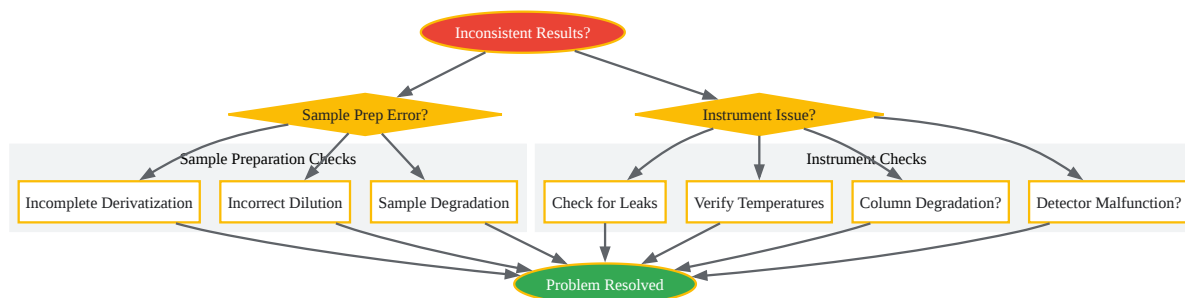 Inconsistent Results?
Sample Prep Error?
Instrument Issue?
Sample Preparation Checks
Instrument Checks
Incomplete Derivatization
Incorrect Dilution
Sample Degradation
Check for Leaks
Verify Temperatures
Column Degradation?
Detector Malfunction?
Problem Resolved